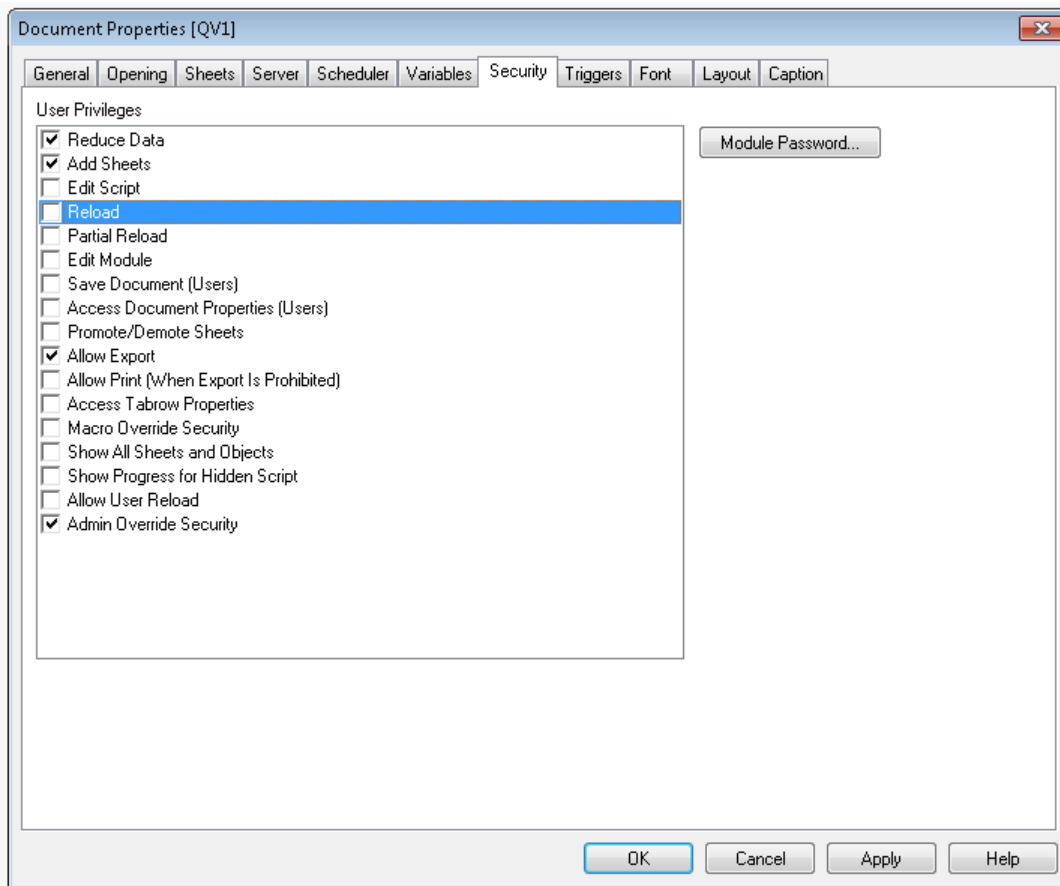 Document Properties [QV1]
General Opening Sheets Server Scheduler Variables Security Triggers Font Layout Caption
User Privileges
Reduce Data
Module Password...
Add Sheets
Edit Script
Reload
Partial Reload
Edit Module
Save Document (Users)
Access Document Properties (Users)
Promote/Demote Sheets
Allow Export
Allow Print (When Export Is Prohibited)
Access Tabrow Properties
Macro Override Security
Show All Sheets and Objects
Show Progress for Hidden Script
Allow User Reload
Admin Override Security
OK Cancel Apply Help